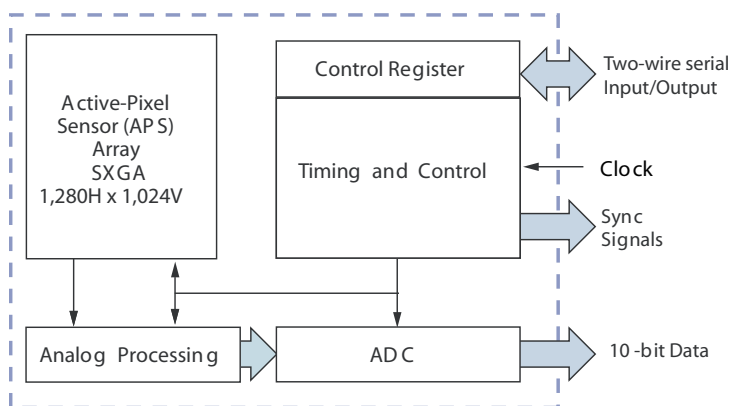 Active-Pixel
Sensor (APS)
Array
SXGA
1,280H x 1,024V
Control Register
Two-wire serial
Input/Output
Timing and Control
Clock
Sync
Signals
Analog Processing
ADC
10-bit Data